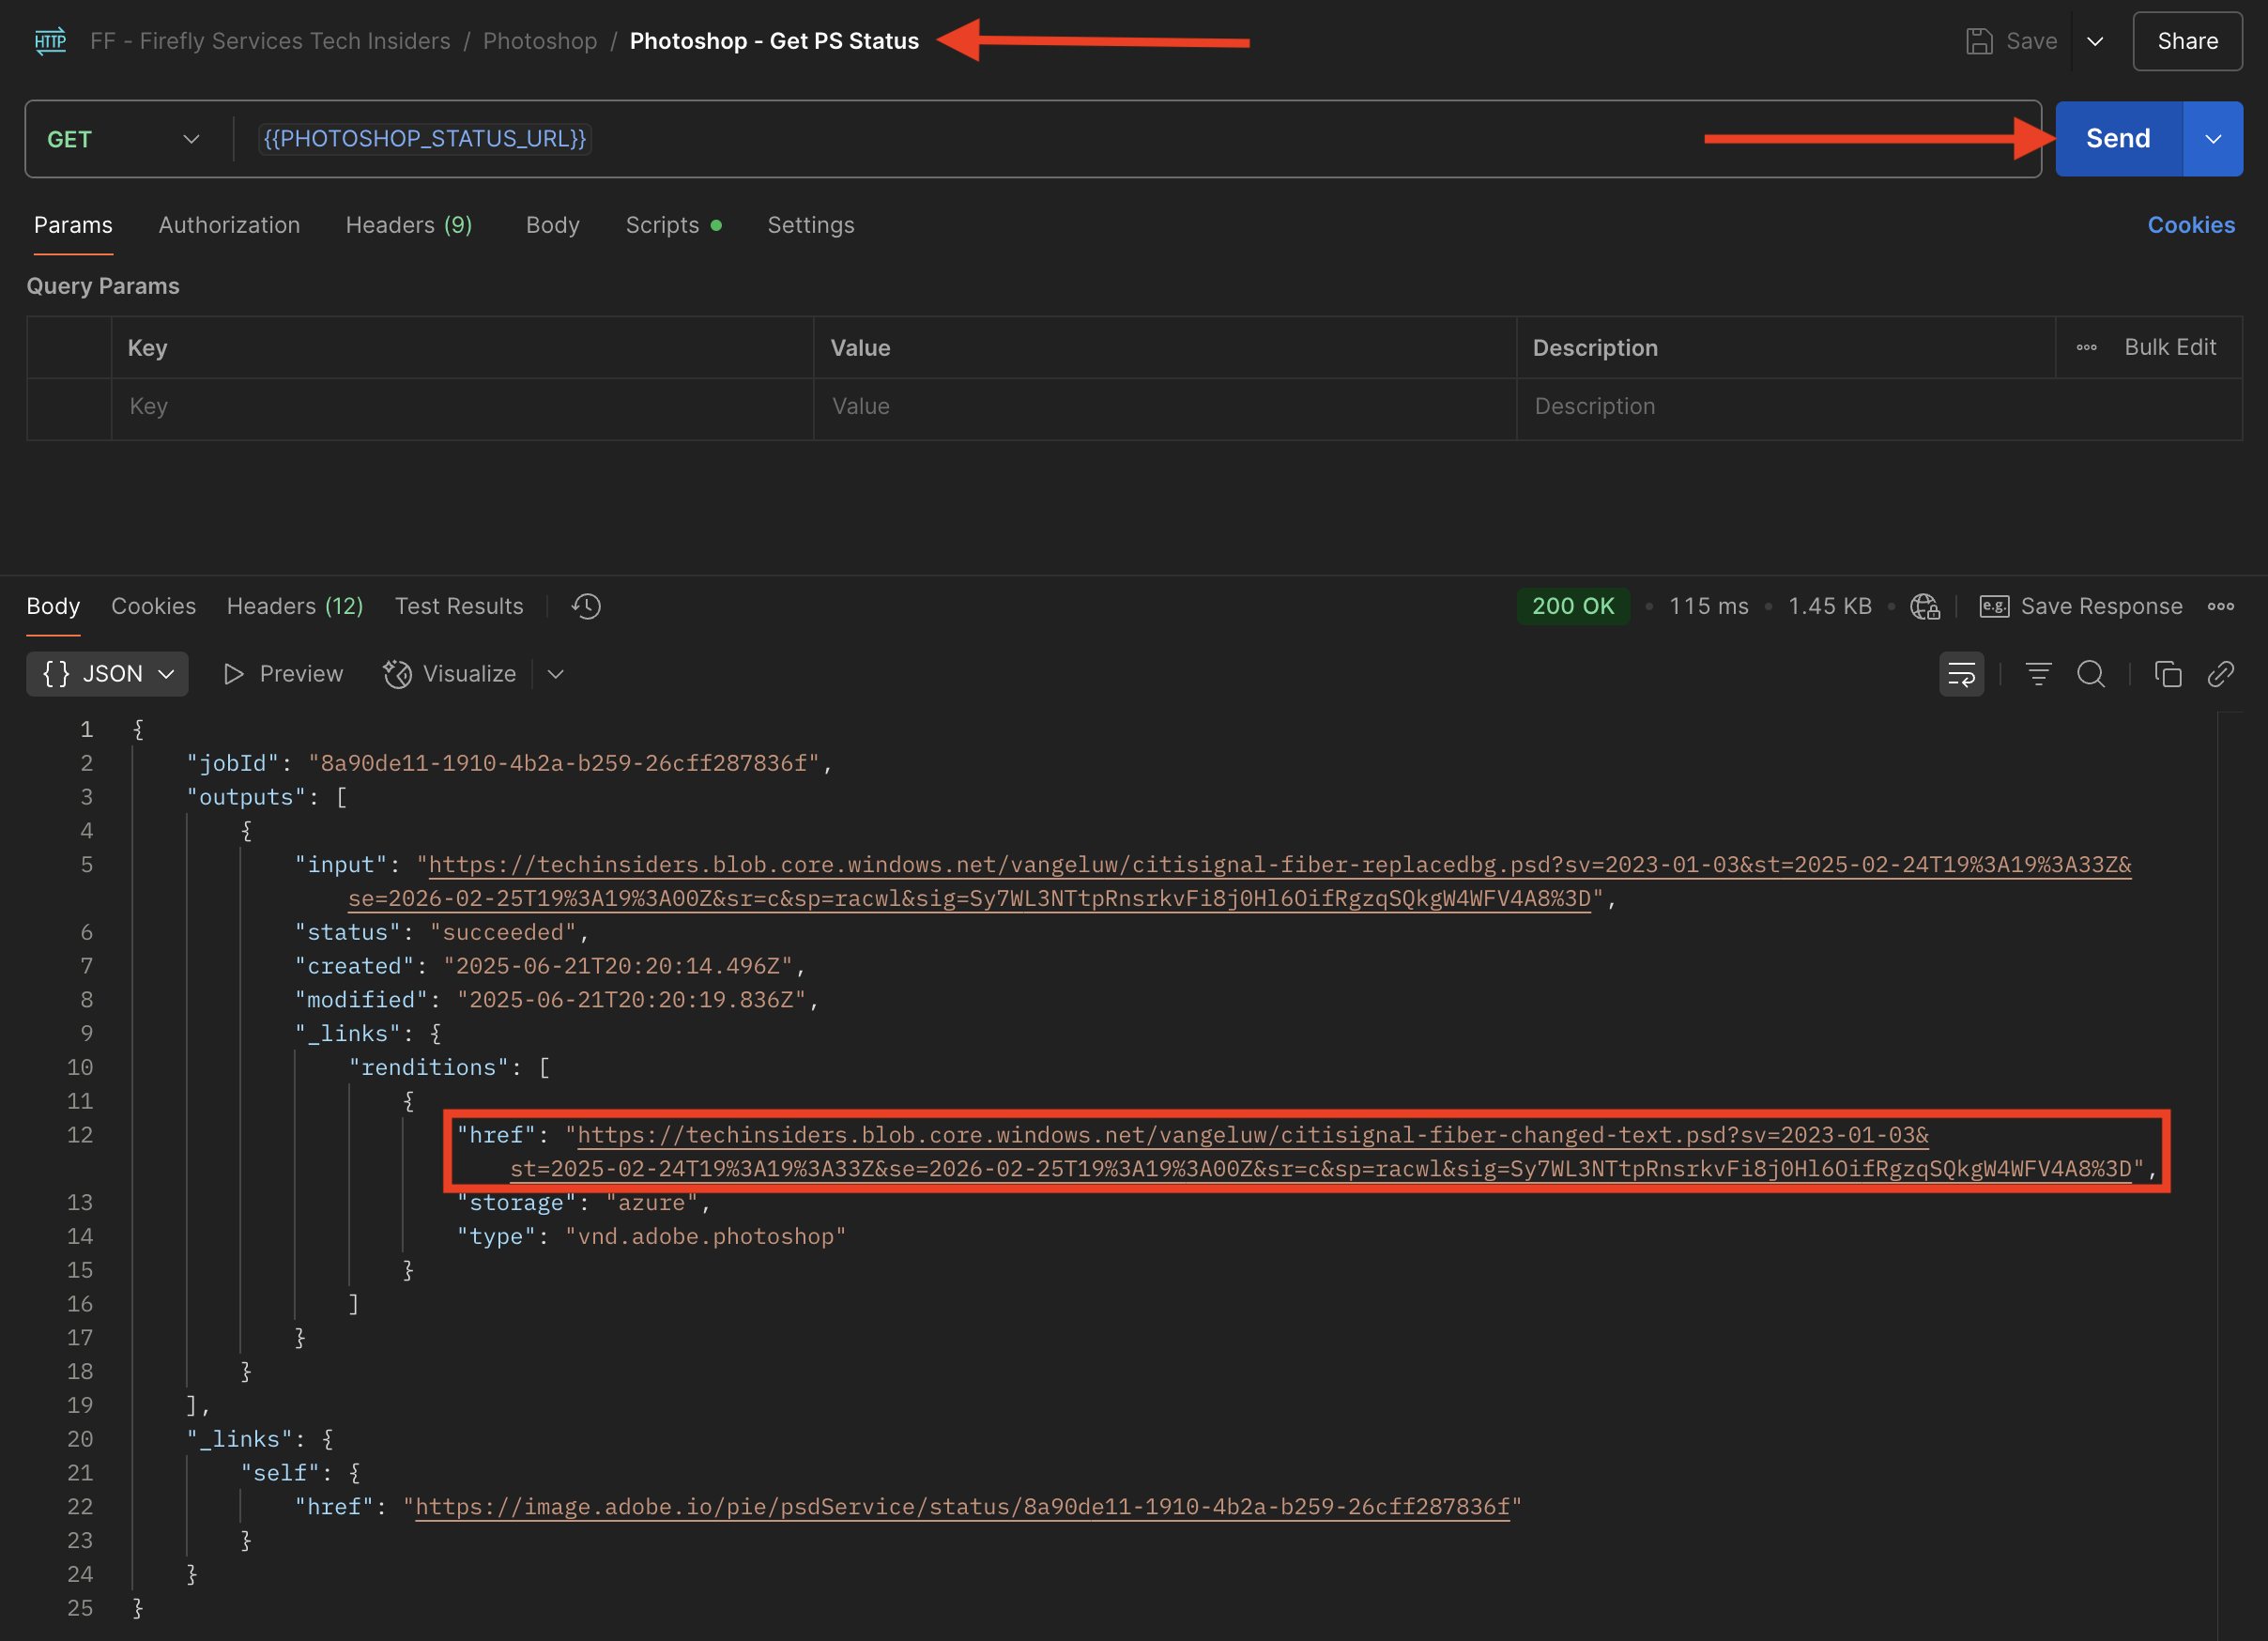 HTTP FF - Firefly Services Tech Insiders / Photoshop / Photoshop - Get PS Status Save Share
GET {{PHOTOSHOP_STATUS_URL}} Send
Params Authorization Headers (9) Body Scripts Settings Cookies
Query Params
Key Value Description Bulk Edit
Key Value Description
Body Cookies Headers (12) Test Results 200 OK • 115 ms • 1.45 KB • e.g. Save Response
{} JSON Preview Visualize
1 {
2 "jobId": "8a90de11-1910-4b2a-b259-26cff287836f",
3 "outputs": [
4 {
5 "input": "https://techinsiders.blob.core.windows.net/vangeluw/citisignal-fiber-replacedbg.psd?sv=2023-01-03&st=2025-02-24T19%3A19%3A33Z&
se=2026-02-25T19%3A19%3A00Z&sr=c&sp=racwl&sig=Sy7WL3NTtpRnsrkvFi8j0Hl6OifRgzqSQkgW4WFV4A8%3D",
6 "status": "succeeded",
7 "created": "2025-06-21T20:20:14.496Z",
8 "modified": "2025-06-21T20:20:19.836Z",
9 "_links": {
10 "renditions": [
11 {
12 "href": "https://techinsiders.blob.core.windows.net/vangeluw/citisignal-fiber-changed-text.psd?sv=2023-01-03&
st=2025-02-24T19%3A19%3A33Z&se=2026-02-25T19%3A19%3A00Z&sr=c&sp=racwl&sig=Sy7WL3NTtpRnsrkvFi8j0Hl6OifRgzqSQkgW4WFV4A8%3D",
13 "storage": "azure",
14 "type": "vnd.adobe.photoshop"
15 }
16 ]
17 }
18 }
19 ],
20 "_links": {
21 "self": {
22 "href": "https://image.adobe.io/pie/psdService/status/8a90de11-1910-4b2a-b259-26cff287836f"
23 }
24 }
25 }